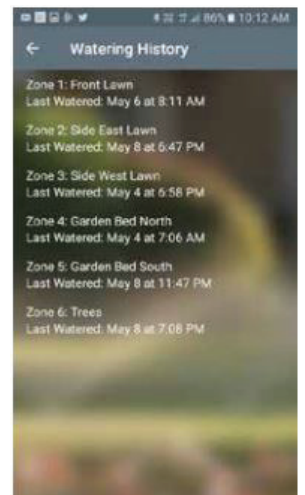 86% 10:12 AM
Watering History
Zone 1: Front Lawn
Last Watered: May 6 at 8:11 AM
Zone 2: Side East Lawn
Last Watered: May 8 at 6:47 PM
Zone 3: Side West Lawn
Last Watered: May 4 at 6:58 PM
Zone 4: Garden Bed North
Last Watered: May 4 at 7:06 AM
Zone 5: Garden Bed South
Last Watered: May 8 at 11:47 PM
Zone 6: Trees
Last Watered: May 8 at 7:08 PM